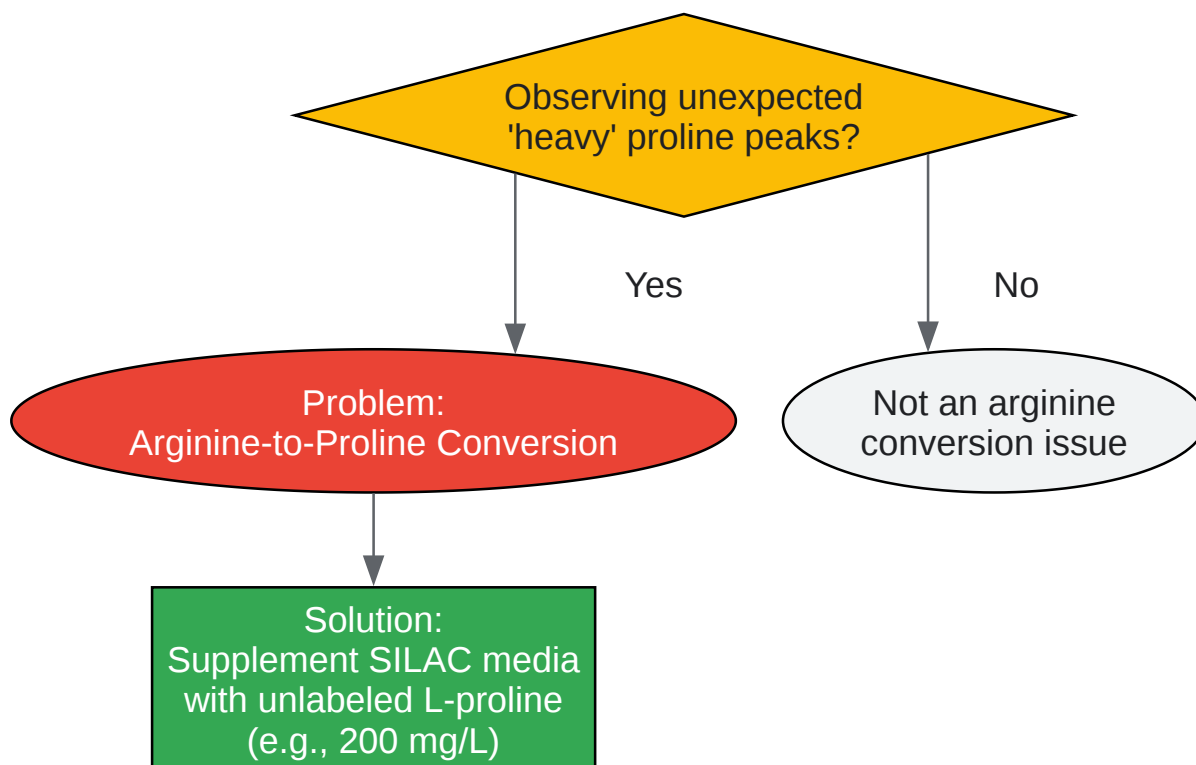 Observing unexpected
'heavy' proline peaks?
Yes
No
Problem:
Arginine-to-Proline Conversion
Not an arginine
conversion issue
Solution:
Supplement SILAC media
with unlabeled L-proline
(e.g., 200 mg/L)